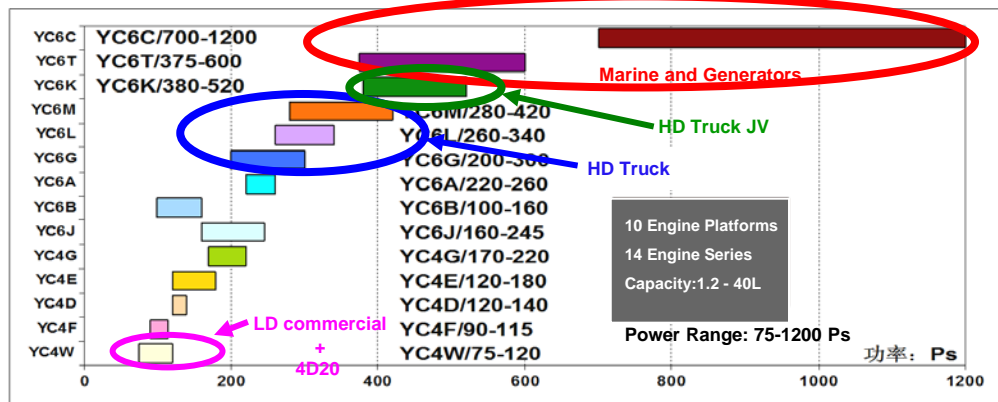 YC6C
YC6C/700-1200
YC6T
YC6T/375-600
YC6K
YC6K/380-520
Marine and Generators
YC6M
YC6M/280-420
HD Truck JV
YC6L
YC6L/260-340
YC6G
YC6G/200-300
HD Truck
YC6A
YC6A/220-260
YC6B
YC6B/100-160
10 Engine Platforms
YC6J
YC6J/160-245
14 Engine Series
YC4G
YC4G/170-220
Capacity:1.2 - 40L
YC4E
YC4E/120-180
YC4D
YC4D/120-140
LD commercial
+
4D20
YC4F
YC4F/90-115
Power Range: 75-1200 Ps
YC4W
YC4W/75-120
功率: Ps
0 200 400 600 800 1000 1200